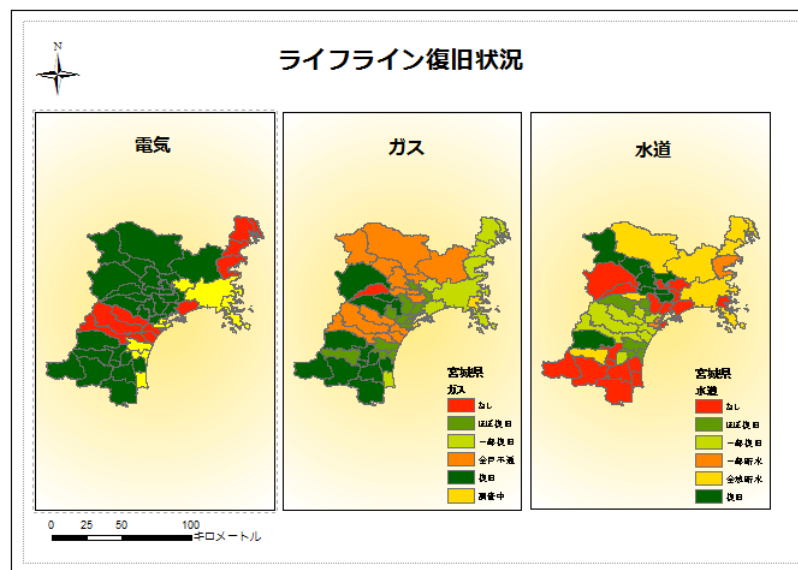 ライフライン復旧状況
N
電気
ガス
水道
宮城県
ガス
なし
ほぼ復旧
一部復旧
全戸不通
復旧
調査中
宮城県
水道
なし
ほぼ復旧
一部復旧
一部断水
全域断水
復旧
0 25 50 100
キロメートル